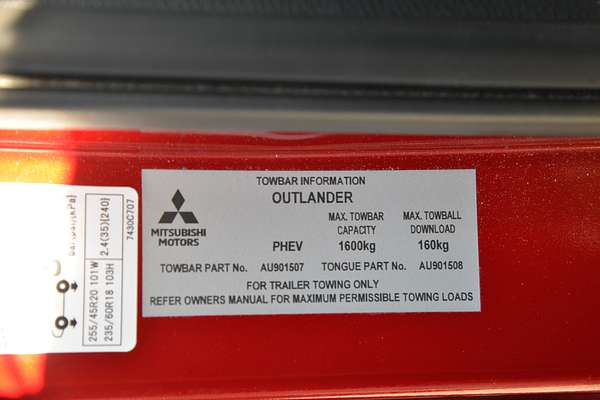 TOWBAR INFORMATION
OUTLANDER
MITSUBISHI
MOTORS
MAX. TOWBAR CAPACITY
MAX. TOWBALL DOWNLOAD
PHEV 1600kg 160kg
TOWBAR PART No. AU901507 TONGUE PART No. AU901508
FOR TRAILER TOWING ONLY
REFER OWNERS MANUAL FOR MAXIMUM PERMISSIBLE TOWING LOADS
255/45R20 101W
235/60R18 103H
2.4(35)[240]
7430C707